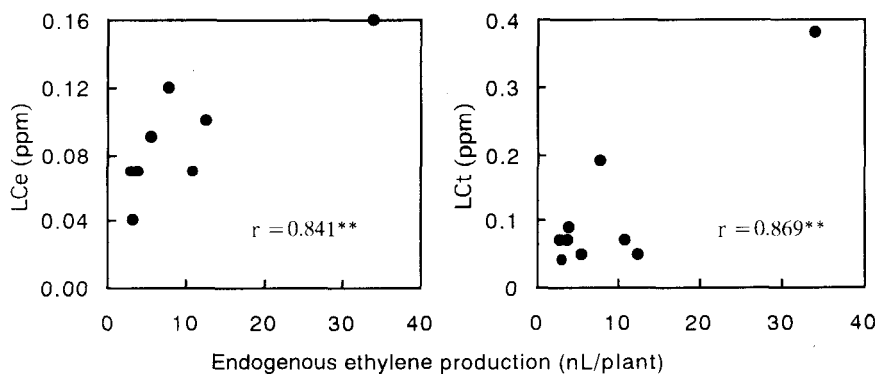 0.16
0.12
0.08
0.04
0.00
LCe (ppm)
r =0.841**
0 10 20 30 40
0.4
0.3
0.2
0.1
0
LCt (ppm)
r =0.869**
0 10 20 30 40
Endogenous ethylene production (nL/plant)